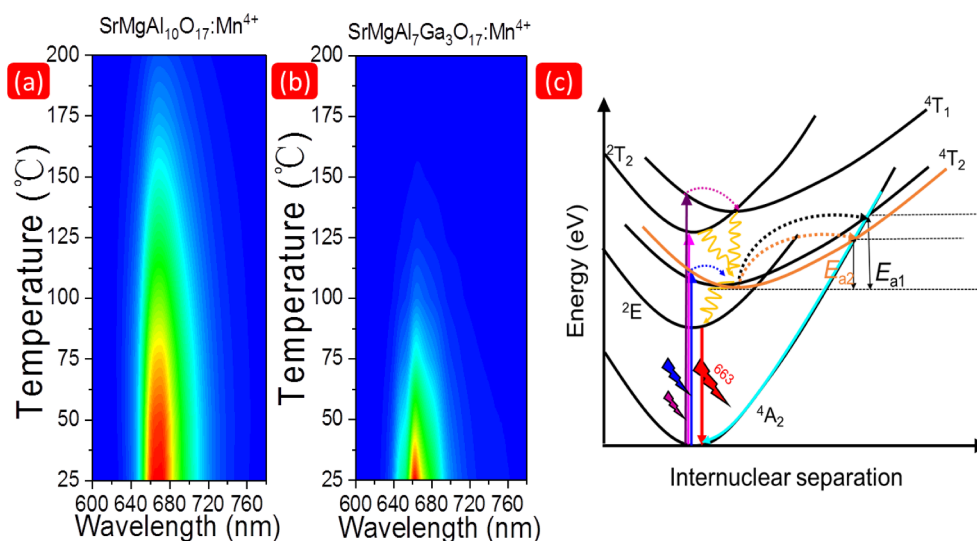 SrMgAl₁₀O₁₇:Mn⁴⁺
(a)
200
175
150
125
100
75
50
25
Temperature (℃)
600 640 680 720 760
Wavelength (nm)
SrMgAl₇Ga₃O₁₇:Mn⁴⁺
(b)
200
175
150
125
100
75
50
25
Temperature (℃)
600 640 680 720 760
Wavelength (nm)
(c)
⁴T₁
⁴T₂
²T₂
Eₐ₂
Eₐ₁
²E
663
⁴A₂
Energy (eV)
Internuclear separation